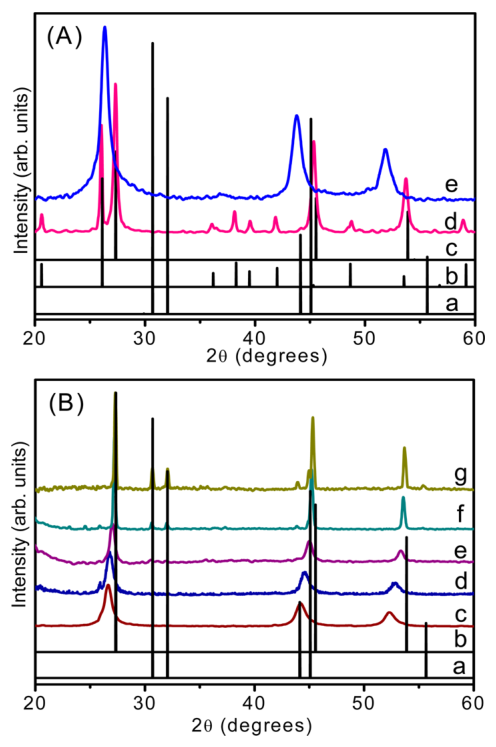 (A)
Intensity (arb. units)
e
d
c
b
a
20 30 40 50 60
2θ (degrees)
(B)
Intensity (arb. units)
g
f
e
d
c
b
a
20 30 40 50 60
2θ (degrees)